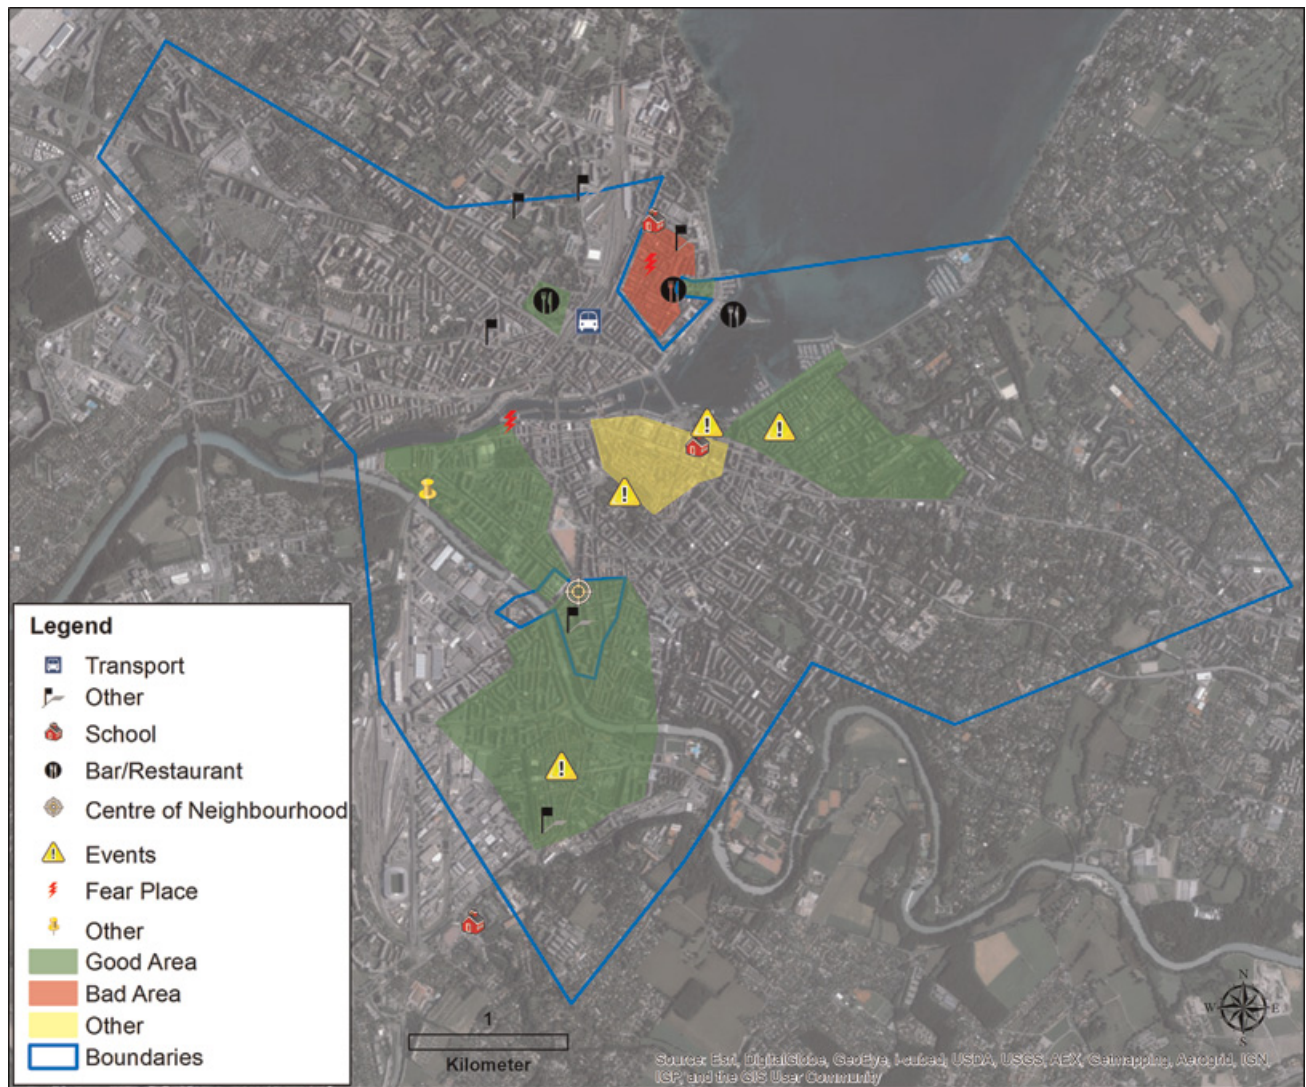 Legend
Transport
Other
School
Bar/Restaurant
Centre of Neighbourhood
Events
Fear Place
Other
Good Area
Bad Area
Other
Boundaries
1
Kilometer
N
W E
S
Source: Esri, DigitalGlobe, GeoEye, i-cubed, USDA, USGS, AEX, Getmapping, Aerogrid, IGN,
IGP, and the GIS User Community